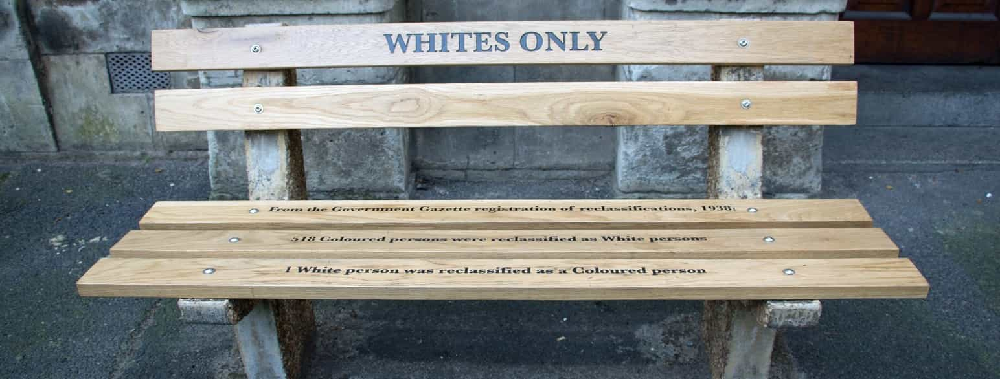 WHITES ONLY
From the Government Gazette registration of reclassifications, 1938:
518 Coloured persons were reclassified as White persons
1 White person was reclassified as a Coloured person